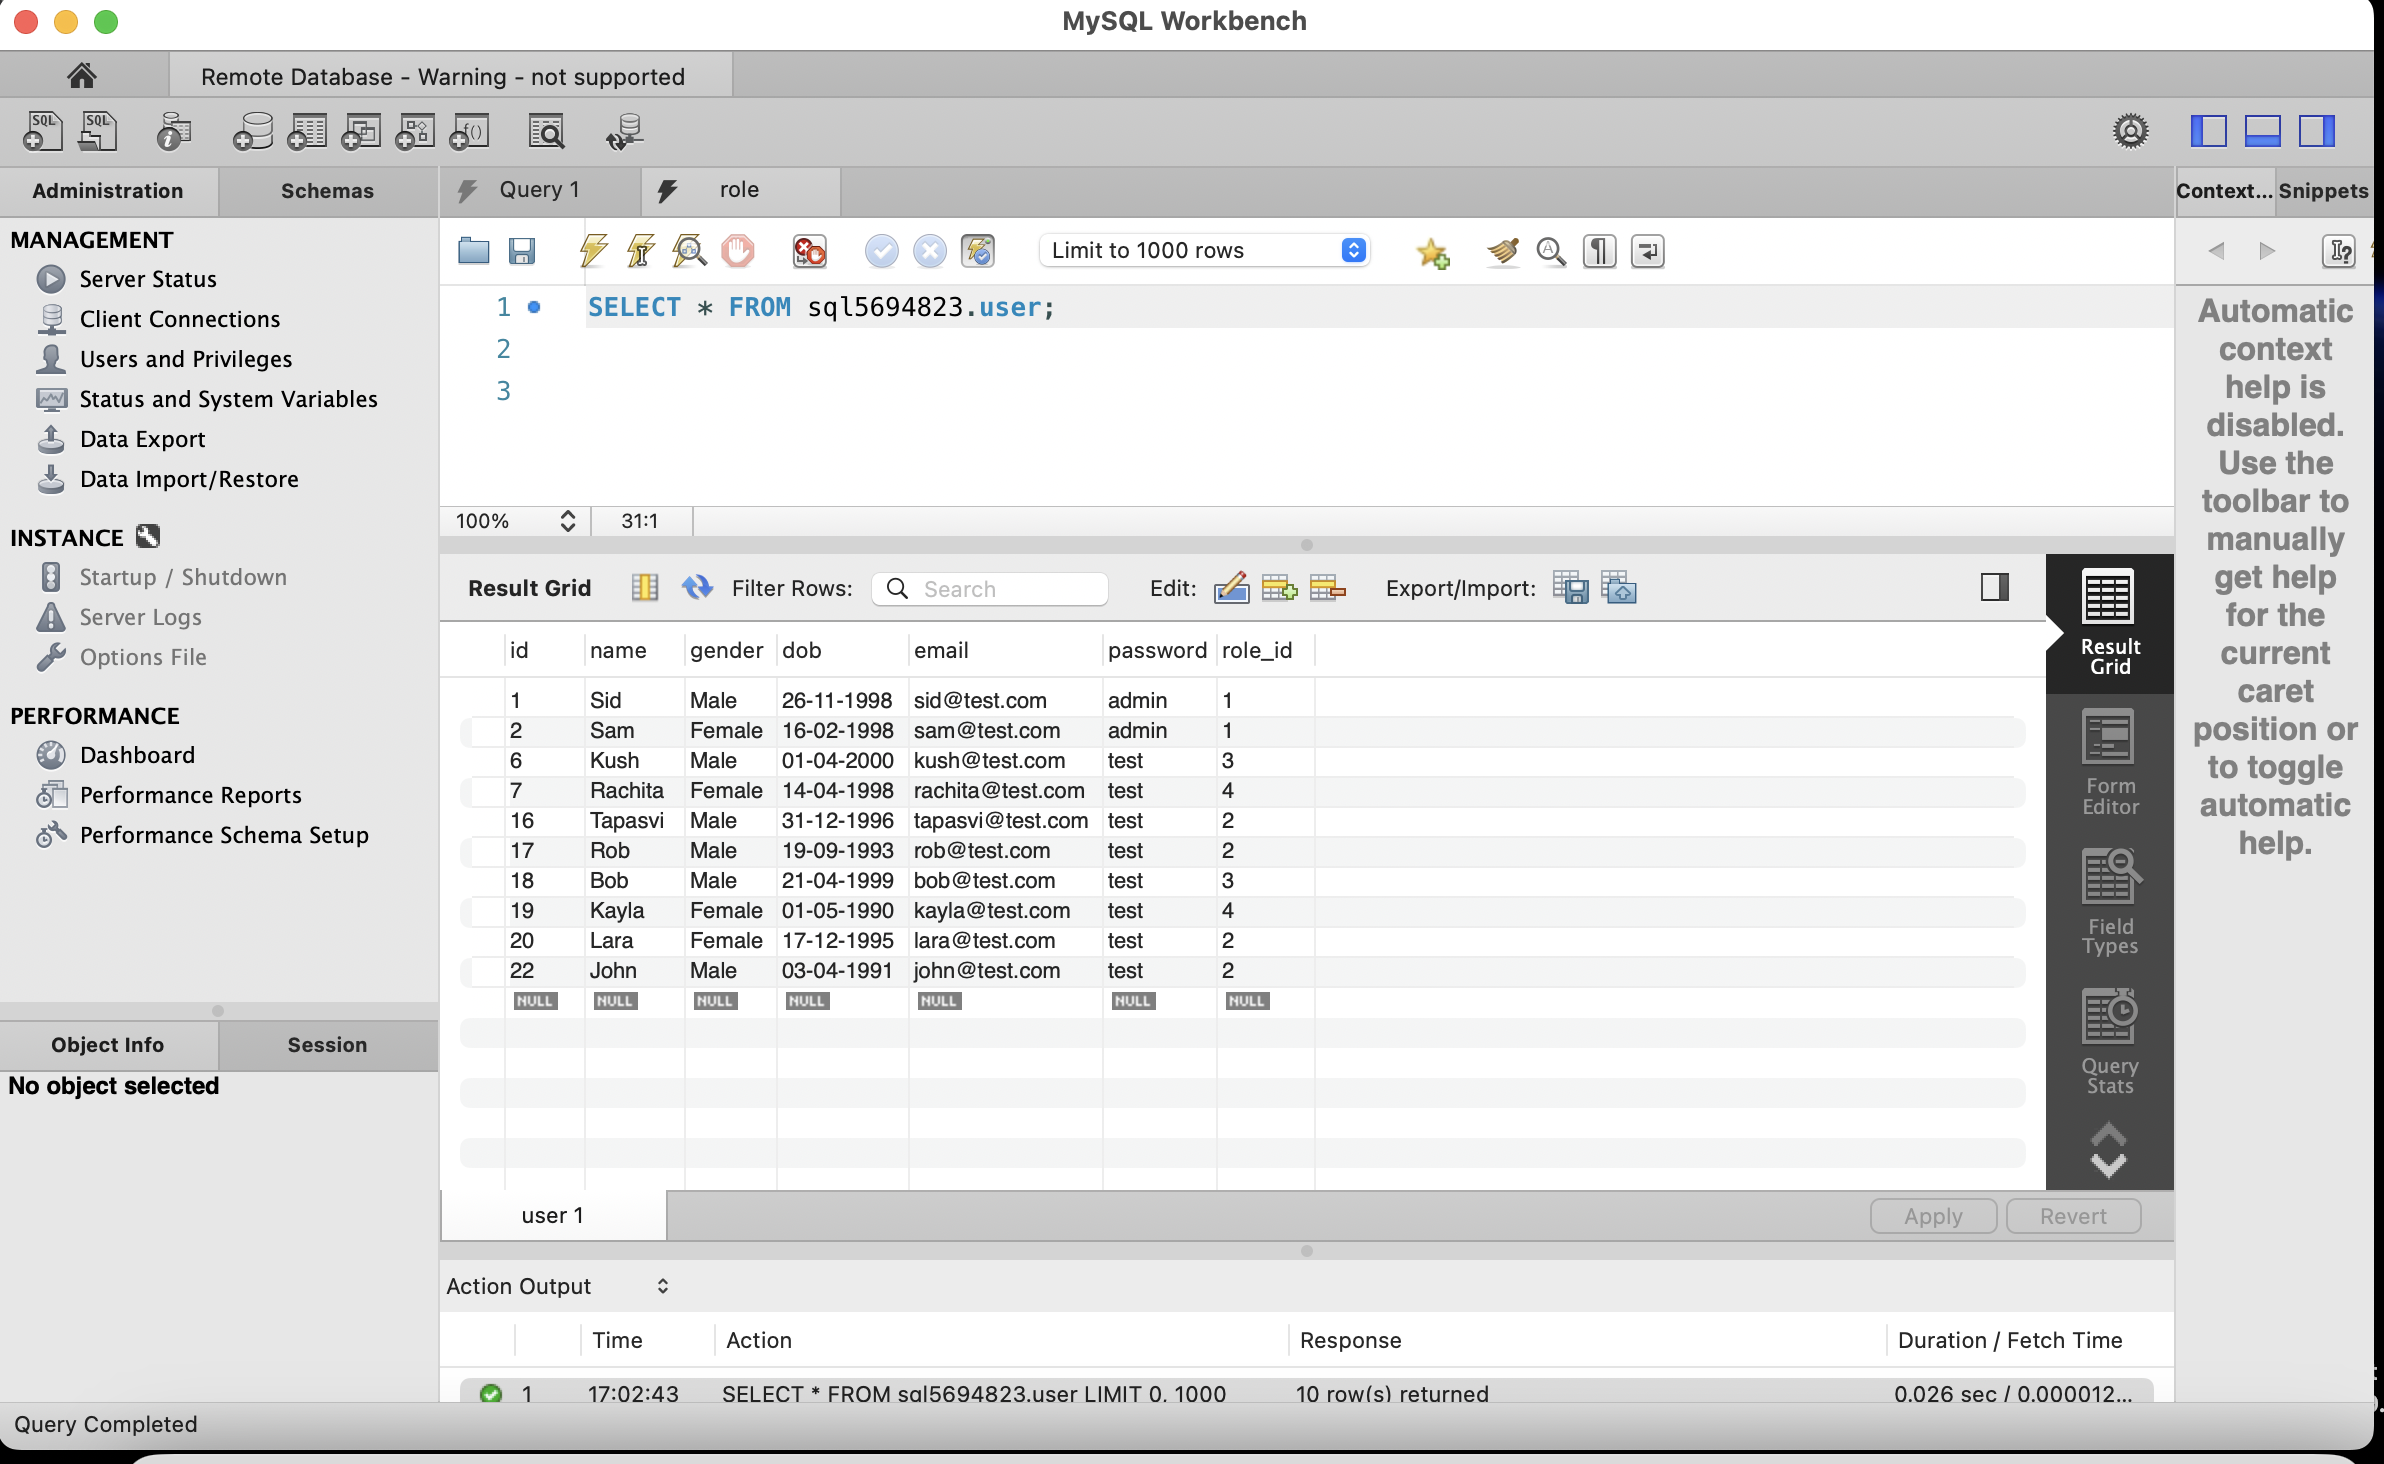 MySQL Workbench
Remote Database - Warning - not supported
Administration Schemas
MANAGEMENT
Server Status
Client Connections
Users and Privileges
Status and System Variables
Data Export
Data Import/Restore
INSTANCE
Startup / Shutdown
Server Logs
Options File
PERFORMANCE
Dashboard
Performance Reports
Performance Schema Setup
Object Info Session
No object selected
Query 1 role
Limit to 1000 rows
1 SELECT * FROM sql5694823.user;
2
3
100% 31:1
Result Grid Filter Rows: Search Edit: Export/Import:
id name gender dob email password role_id
1 Sid Male 26-11-1998 sid@test.com admin 1
2 Sam Female 16-02-1998 sam@test.com admin 1
6 Kush Male 01-04-2000 kush@test.com test 3
7 Rachita Female 14-04-1998 rachita@test.com test 4
16 Tapasvi Male 31-12-1996 tapasvi@test.com test 2
17 Rob Male 19-09-1993 rob@test.com test 2
18 Bob Male 21-04-1999 bob@test.com test 3
19 Kayla Female 01-05-1990 kayla@test.com test 4
20 Lara Female 17-12-1995 lara@test.com test 2
22 John Male 03-04-1991 john@test.com test 2
NULL NULL NULL NULL NULL NULL NULL
Result
Grid
Form
Editor
Field
Types
Query
Stats
user 1 Apply Revert
Action Output
Time Action Response Duration / Fetch Time
1 17:02:43 SELECT * FROM sql5694823.user LIMIT 0, 1000 10 row(s) returned 0.026 sec / 0.000012...
Context... Snippets
Automatic
context
help is
disabled.
Use the
toolbar to
manually
get help
for the
current
caret
position or
to toggle
automatic
help.
Query Completed